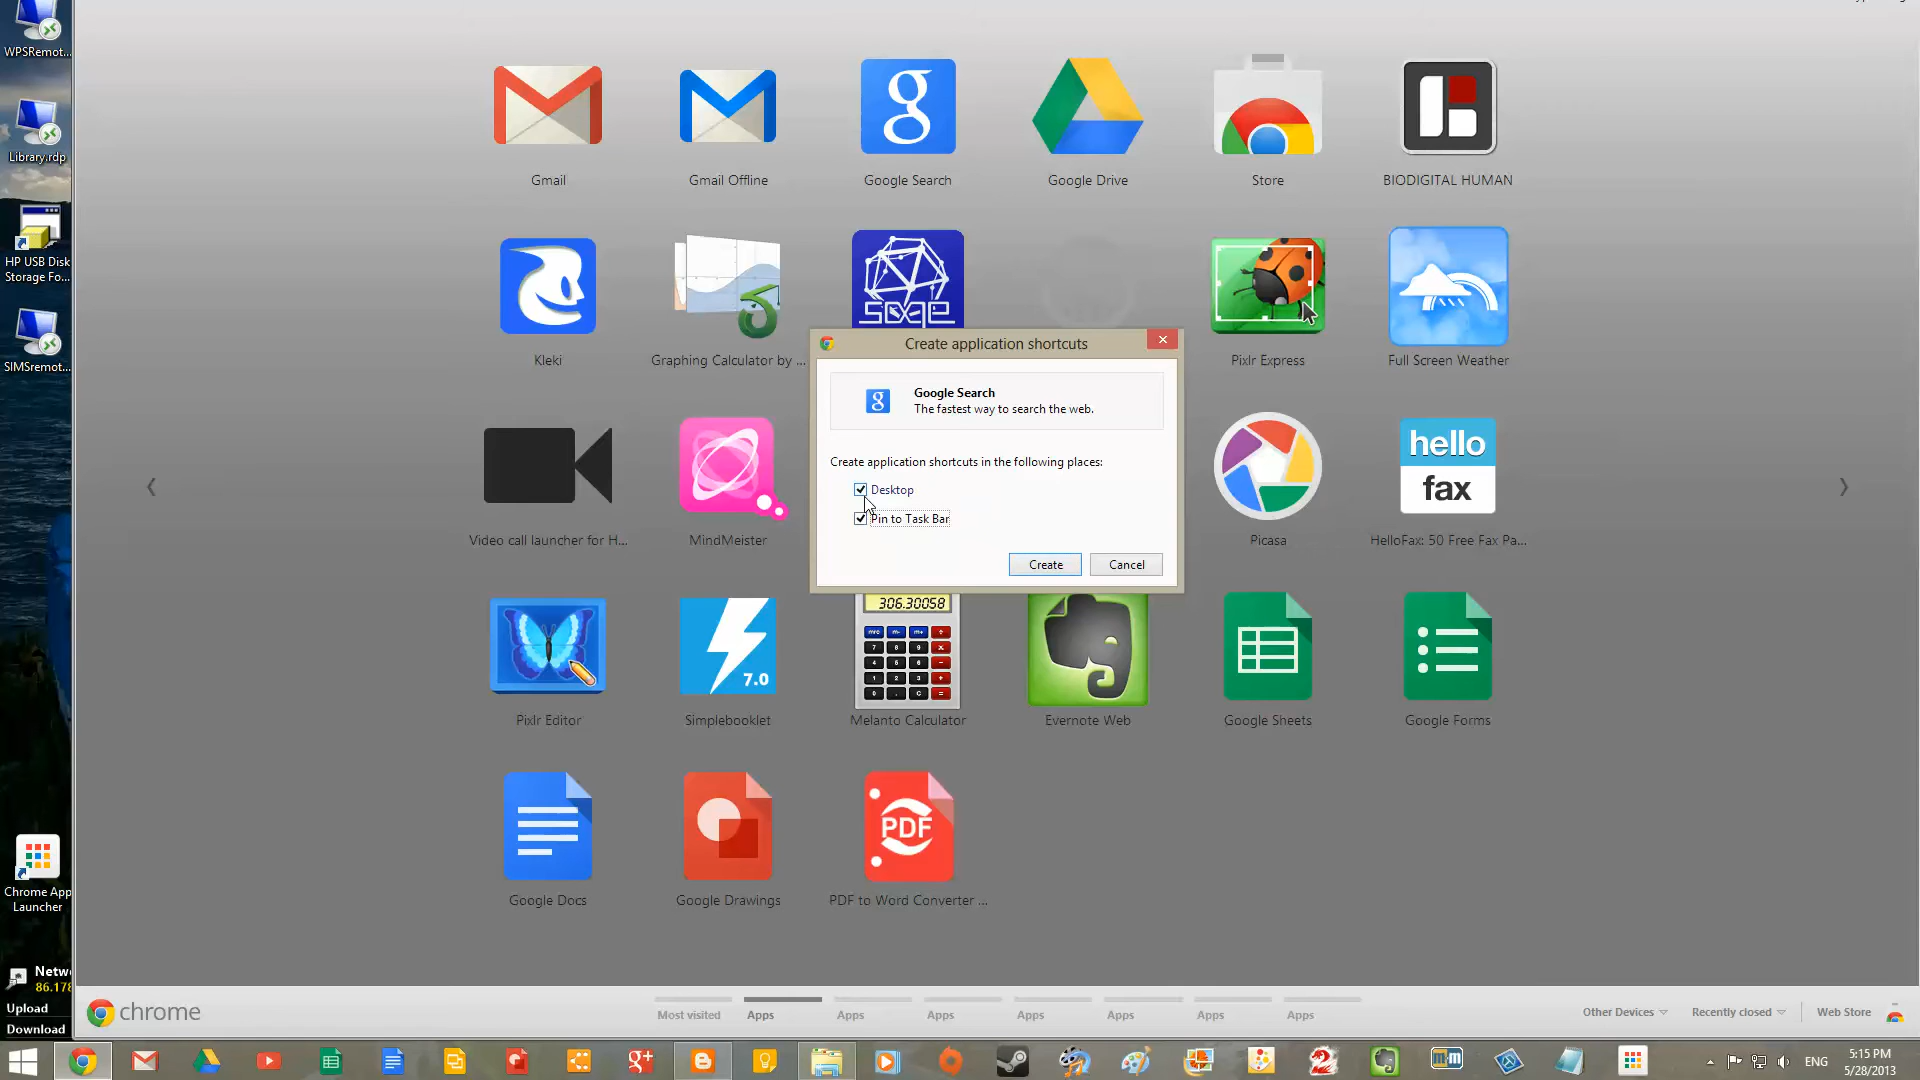 WPSRemot...
Library.rdp
HP USB Disk
Storage Fo...
SIMSremot...
Chrome App
Launcher
Netw
86.178
Upload
Download
Gmail
Gmail Offline
g
Google Search
Google Drive
Store
BIODIGITAL HUMAN
Kleki
Graphing Calculator by ...
sage
Pixlr Express
Full Screen Weather
Create application shortcuts
g
Google Search
The fastest way to search the web.
Create application shortcuts in the following places:
Desktop
Pin to Task Bar
Create
Cancel
Video call launcher for H...
MindMeister
Picasa
hello
fax
HelloFax: 50 Free Fax Pa...
Pixlr Editor
7.0
Simplebooklet
306.30058
Melanto Calculator
Evernote Web
Google Sheets
Google Forms
Google Docs
Google Drawings
PDF
PDF to Word Converter ...
chrome
Most visited
Apps
Apps
Apps
Apps
Apps
Apps
Apps
Other Devices
Recently closed
Web Store
ENG
5:15 PM
5/28/2013